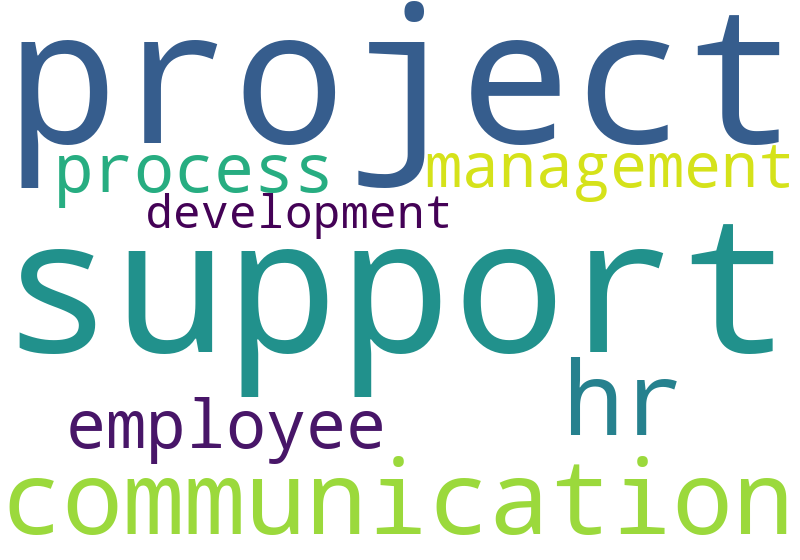 project
process management
development
support
hr
employee
communication